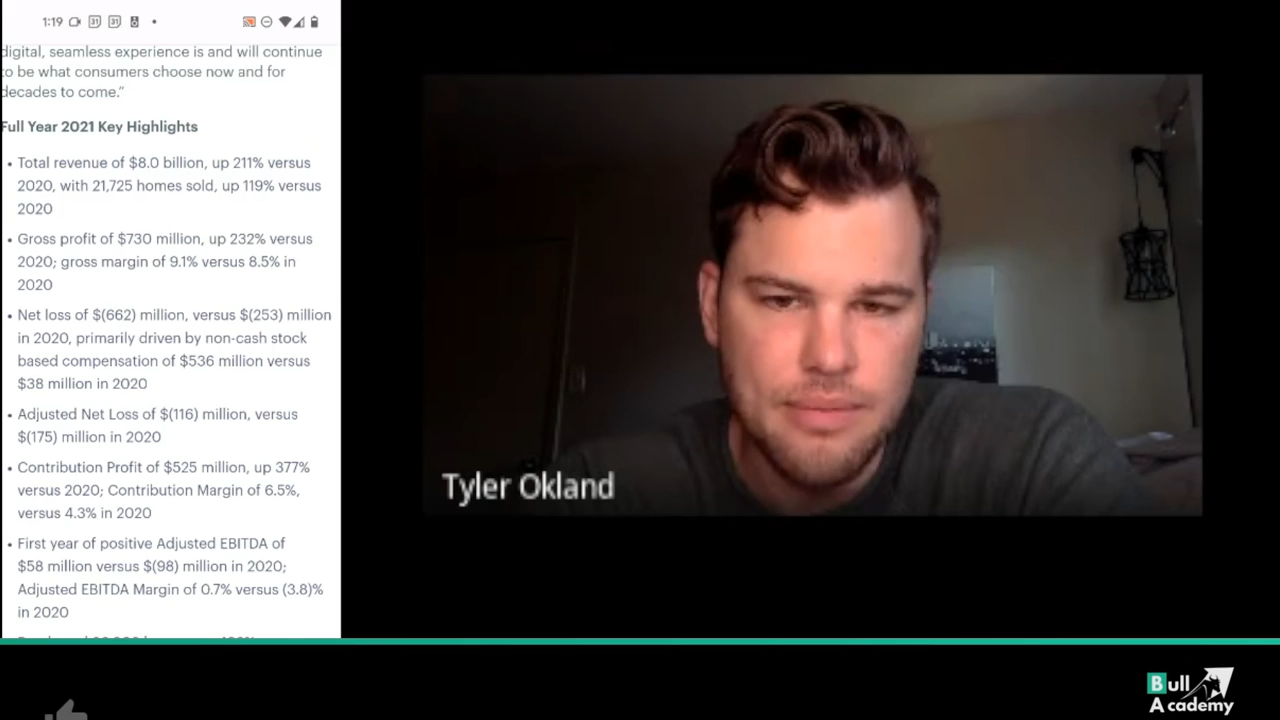 1:19
31
31
digital, seamless experience is and will continue
to be what consumers choose now and for
decades to come.”
Full Year 2021 Key Highlights
• Total revenue of $8.0 billion, up 211% versus
2020, with 21,725 homes sold, up 119% versus
2020
• Gross profit of $730 million, up 232% versus
2020; gross margin of 9.1% versus 8.5% in
2020
• Net loss of $(662) million, versus $(253) million
in 2020, primarily driven by non-cash stock
based compensation of $536 million versus
$38 million in 2020
• Adjusted Net Loss of $(116) million, versus
$(175) million in 2020
• Contribution Profit of $525 million, up 377%
versus 2020; Contribution Margin of 6.5%,
versus 4.3% in 2020
• First year of positive Adjusted EBITDA of
$58 million versus $(98) million in 2020;
Adjusted EBITDA Margin of 0.7% versus (3.8)%
in 2020
Tyler Okland
Bull
Academy